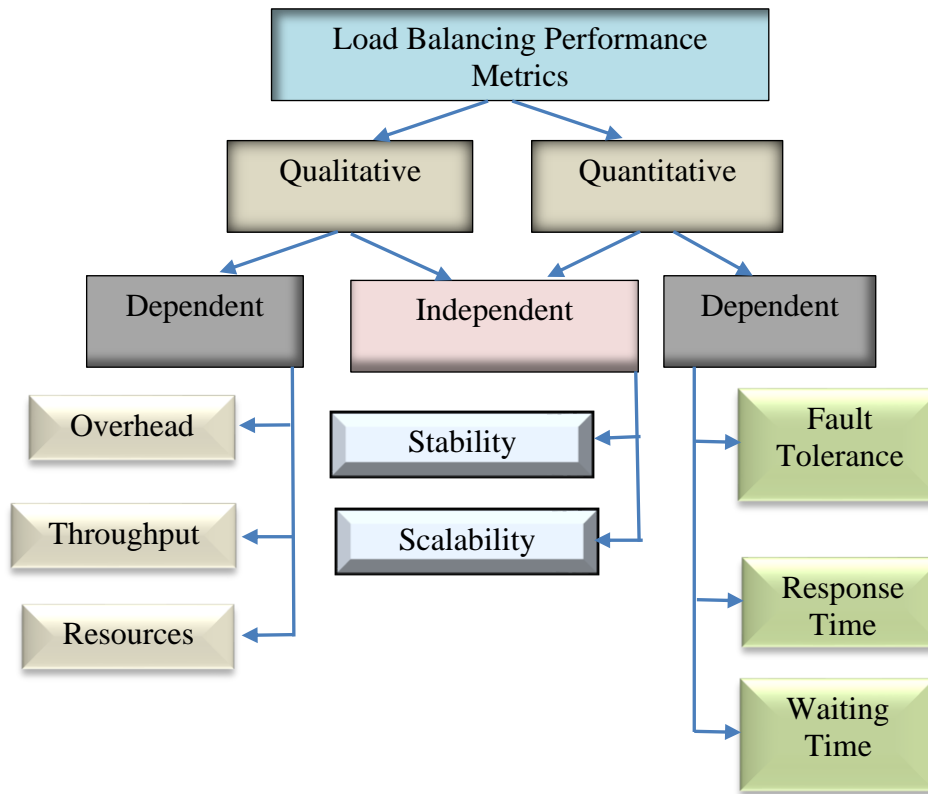 Load Balancing Performance
Metrics
Qualitative
Quantitative
Dependent
Independent
Dependent
Overhead
Throughput
Resources
Stability
Scalability
Fault
Tolerance
Response
Time
Waiting
Time